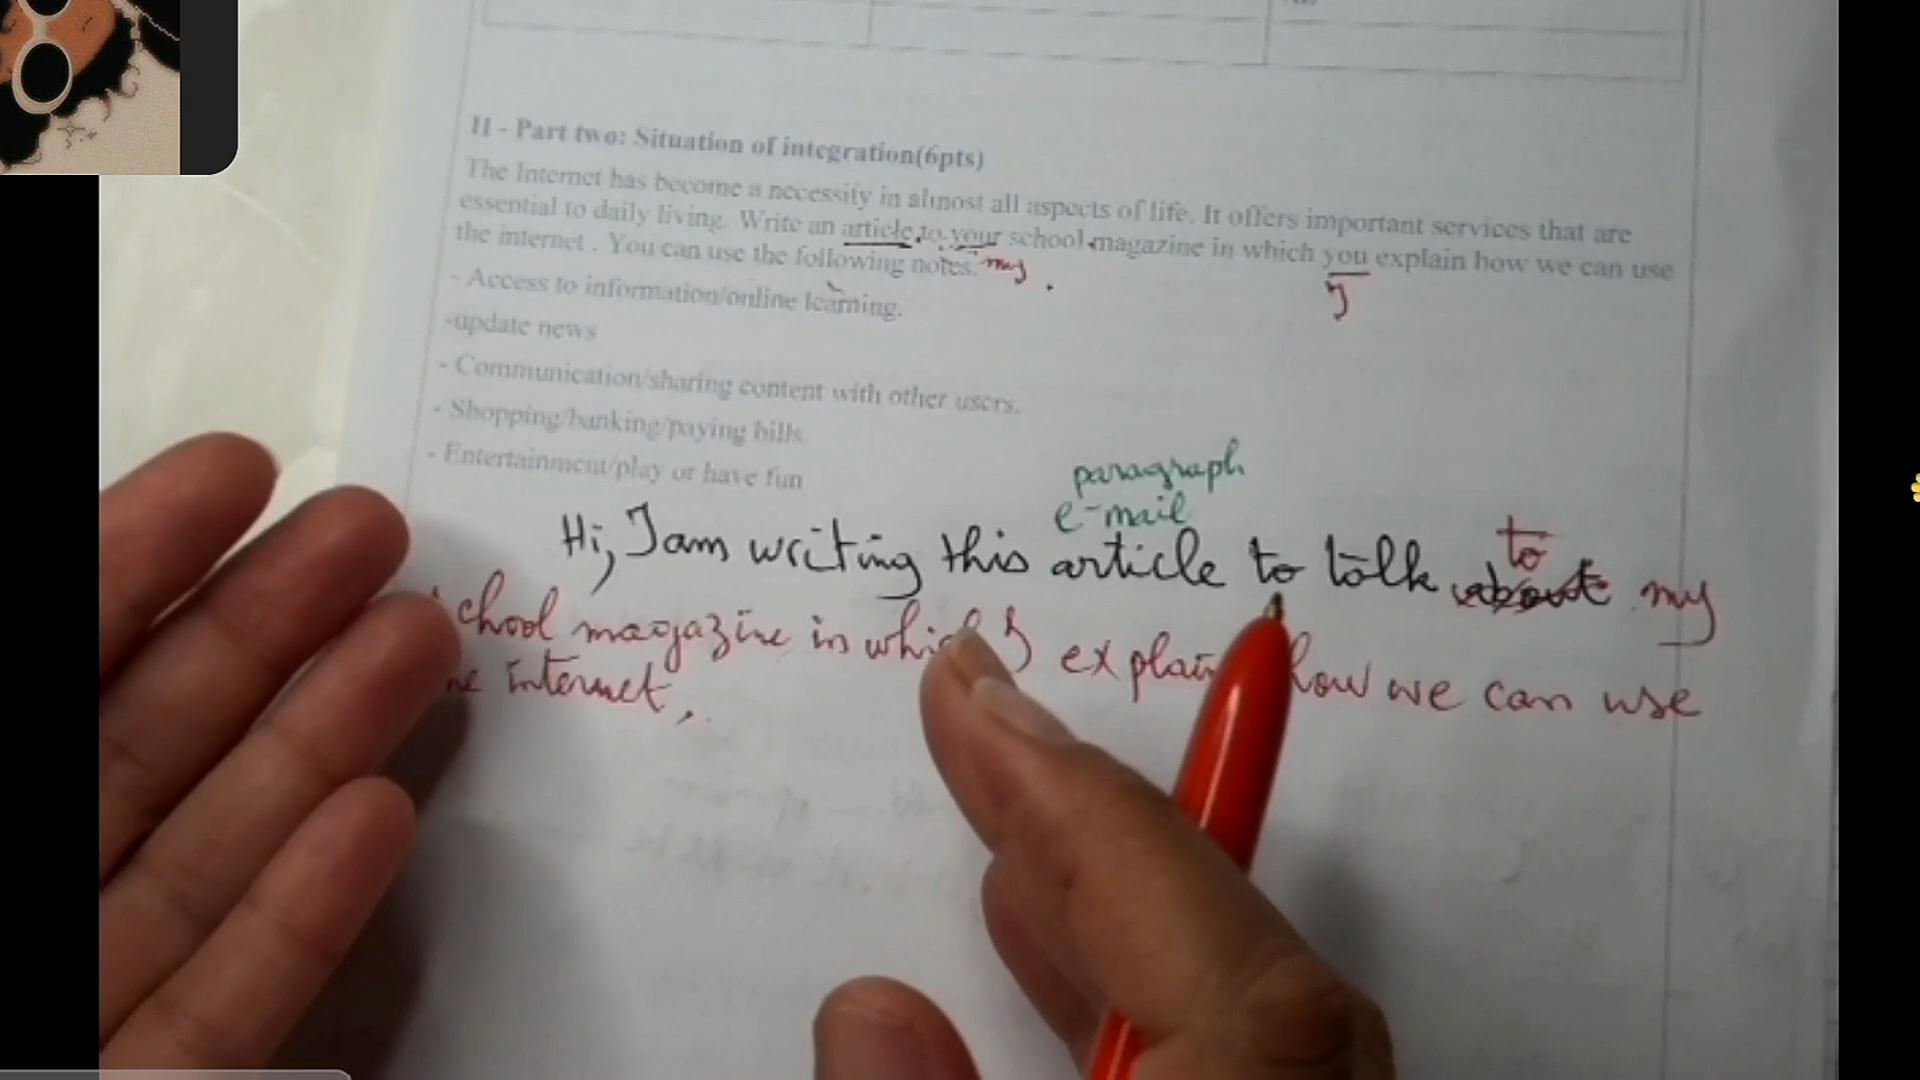 II - Part two: Situation of integration(6pts)
The Internet has become a necessity in almost all aspects of life. It offers important services that are
essential to daily living. Write an article to your school magazine in which you explain how we can use
the internet . You can use the following notes: my
I
- Access to information/online learning.
-update news
- Communication/sharing content with other users.
- Shopping/banking/paying bills
- Entertainment/play or have fun
paragraph
e-mail
to
Hi, I am writing this article to talk about my
chool magazine in which I explain how we can use
internet,